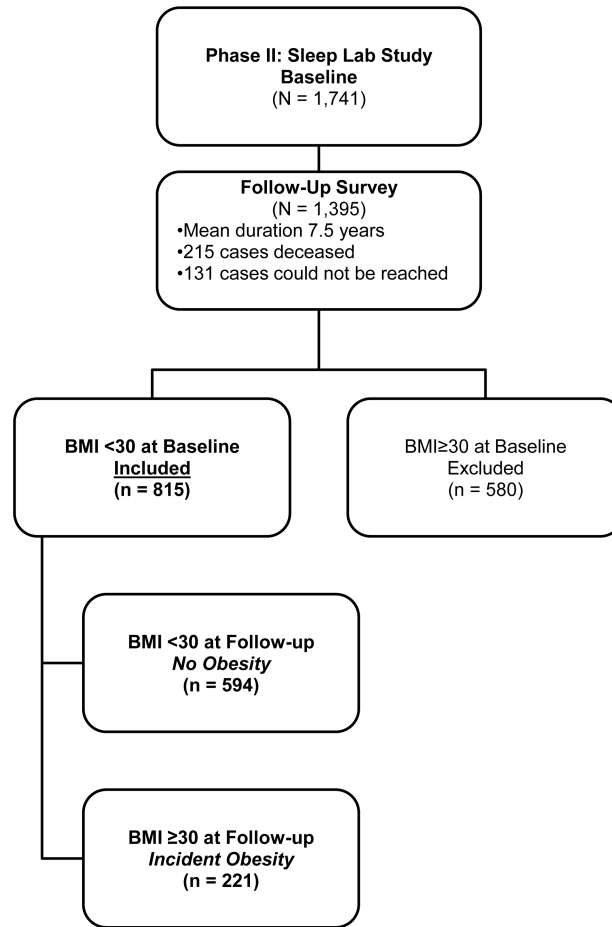 Phase II: Sleep Lab Study
Baseline
(N = 1,741)
Follow-Up Survey
(N = 1,395)
•Mean duration 7.5 years
•215 cases deceased
•131 cases could not be reached
BMI <30 at Baseline
Included
(n = 815)
BMI≥30 at Baseline
Excluded
(n = 580)
BMI <30 at Follow-up
No Obesity
(n = 594)
BMI ≥30 at Follow-up
Incident Obesity
(n = 221)